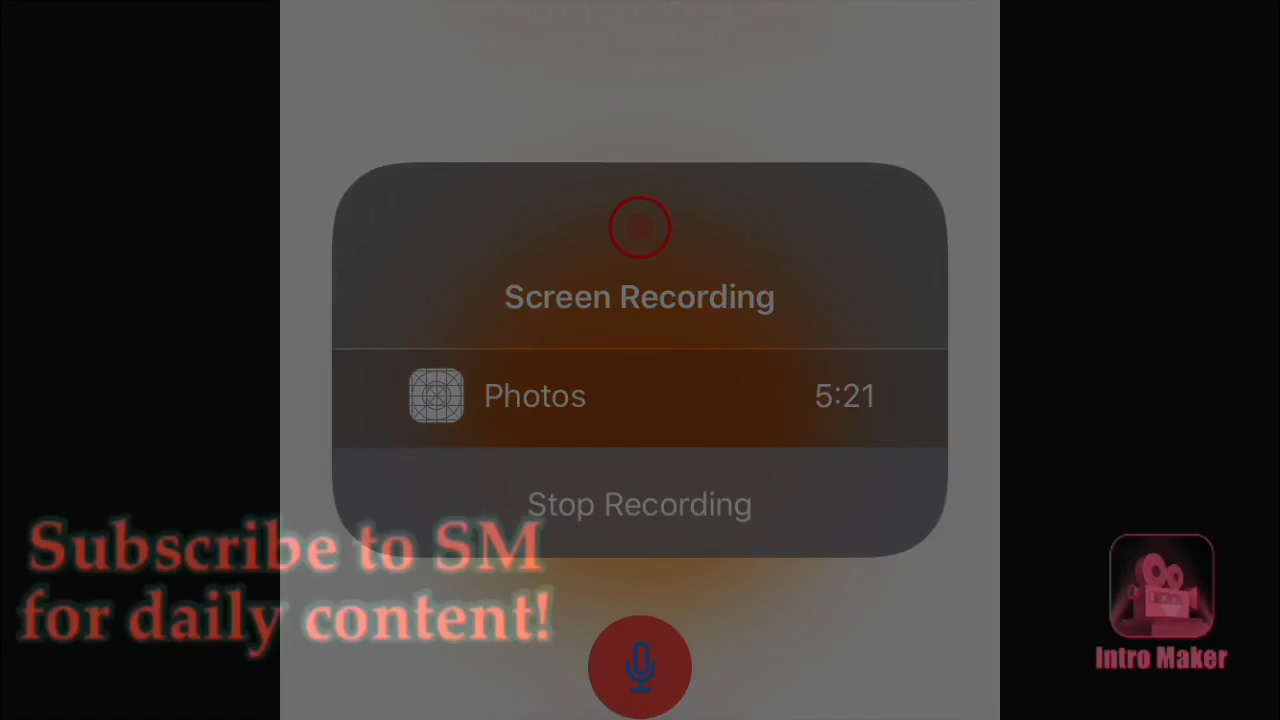 Screen Recording
Photos 5:21
Stop Recording
Subscribe to SM
for daily content!
Intro Maker